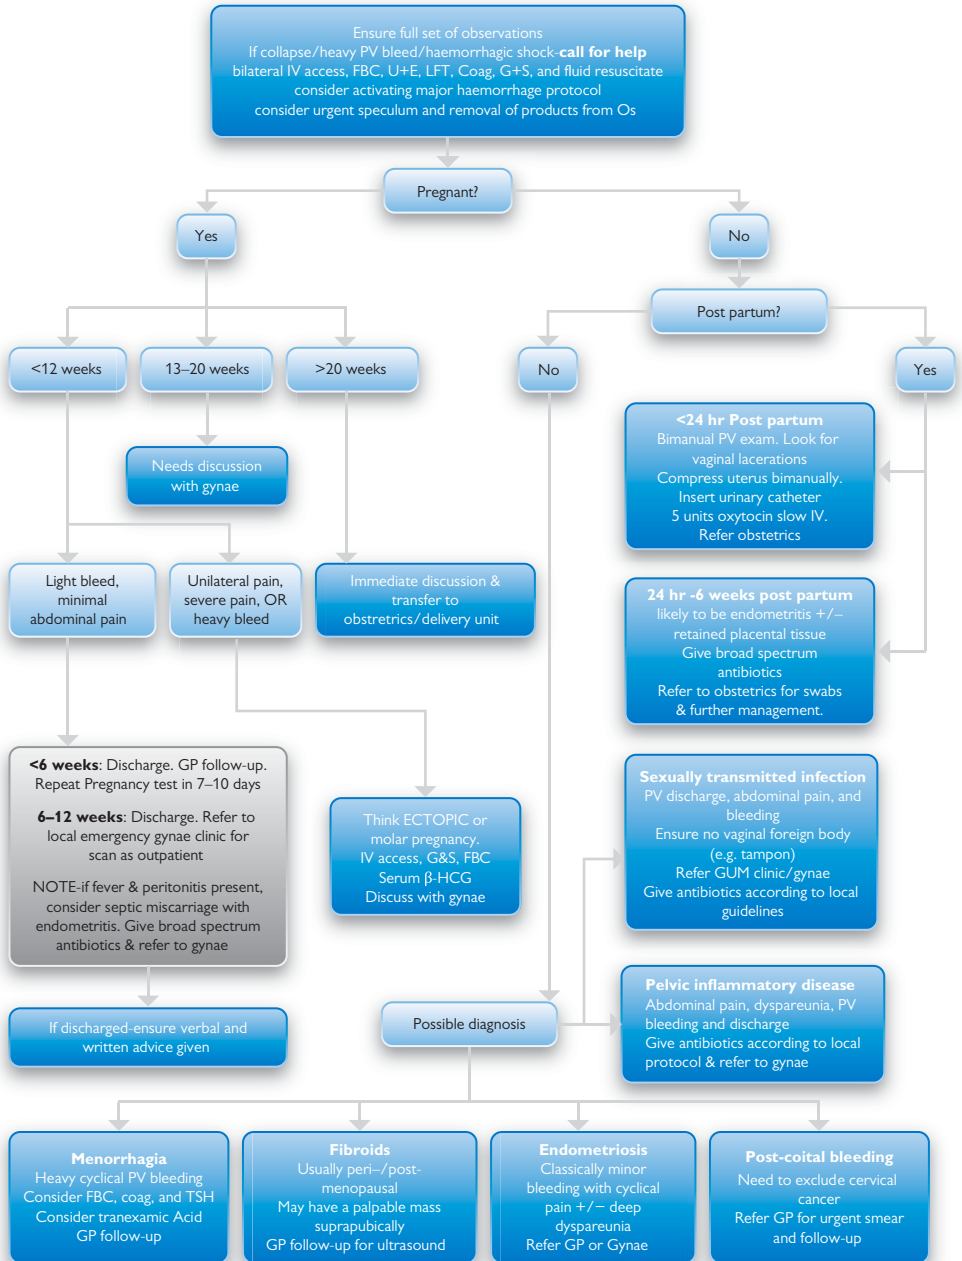 Ensure full set of observations
If collapse/heavy PV bleed/haemorrhagic shock-call for help
bilateral IV access, FBC, U+E, LFT, Coag, G+S, and fluid resuscitate
consider activating major haemorrhage protocol
consider urgent speculum and removal of products from Os
Pregnant?
Yes
No
Post partum?
<12 weeks
13–20 weeks
>20 weeks
No
Yes
Needs discussion
with gynae
<24 hr Post partum
Bimanual PV exam. Look for
vaginal lacerations
Compress uterus bimanually.
Insert urinary catheter
5 units oxytocin slow IV.
Refer obstetrics
Light bleed,
minimal
abdominal pain
Unilateral pain,
severe pain, OR
heavy bleed
Immediate discussion &
transfer to
obstretrics/delivery unit
24 hr -6 weeks post partum
likely to be endometritis +/–
retained placental tissue
Give broad spectrum
antibiotics
Refer to obstetrics for swabs
& further management.
<6 weeks: Discharge. GP follow-up.
Repeat Pregnancy test in 7–10 days
6–12 weeks: Discharge. Refer to
local emergency gynae clinic for
scan as outpatient
NOTE-if fever & peritonitis present,
consider septic miscarriage with
endometritis. Give broad spectrum
antibiotics & refer to gynae
Think ECTOPIC or
molar pregnancy.
IV access, G&S, FBC
Serum β-HCG
Discuss with gynae
Sexually transmitted infection
PV discharge, abdominal pain, and
bleeding
Ensure no vaginal foreign body
(e.g. tampon)
Refer GUM clinic/gynae
Give antibiotics according to local
guidelines
If discharged-ensure verbal and
written advice given
Possible diagnosis
Pelvic inflammatory disease
Abdominal pain, dyspareunia, PV
bleeding and discharge
Give antibiotics according to local
protocol & refer to gynae
Menorrhagia
Heavy cyclical PV bleeding
Consider FBC, coag, and TSH
Consider tranexamic Acid
GP follow-up
Fibroids
Usually peri–/post-
menopausal
May have a palpable mass
suprapubically
GP follow-up for ultrasound
Endometriosis
Classically minor
bleeding with cyclical
pain +/− deep
dyspareunia
Refer GP or Gynae
Post-coital bleeding
Need to exclude cervical
cancer
Refer GP for urgent smear
and follow-up